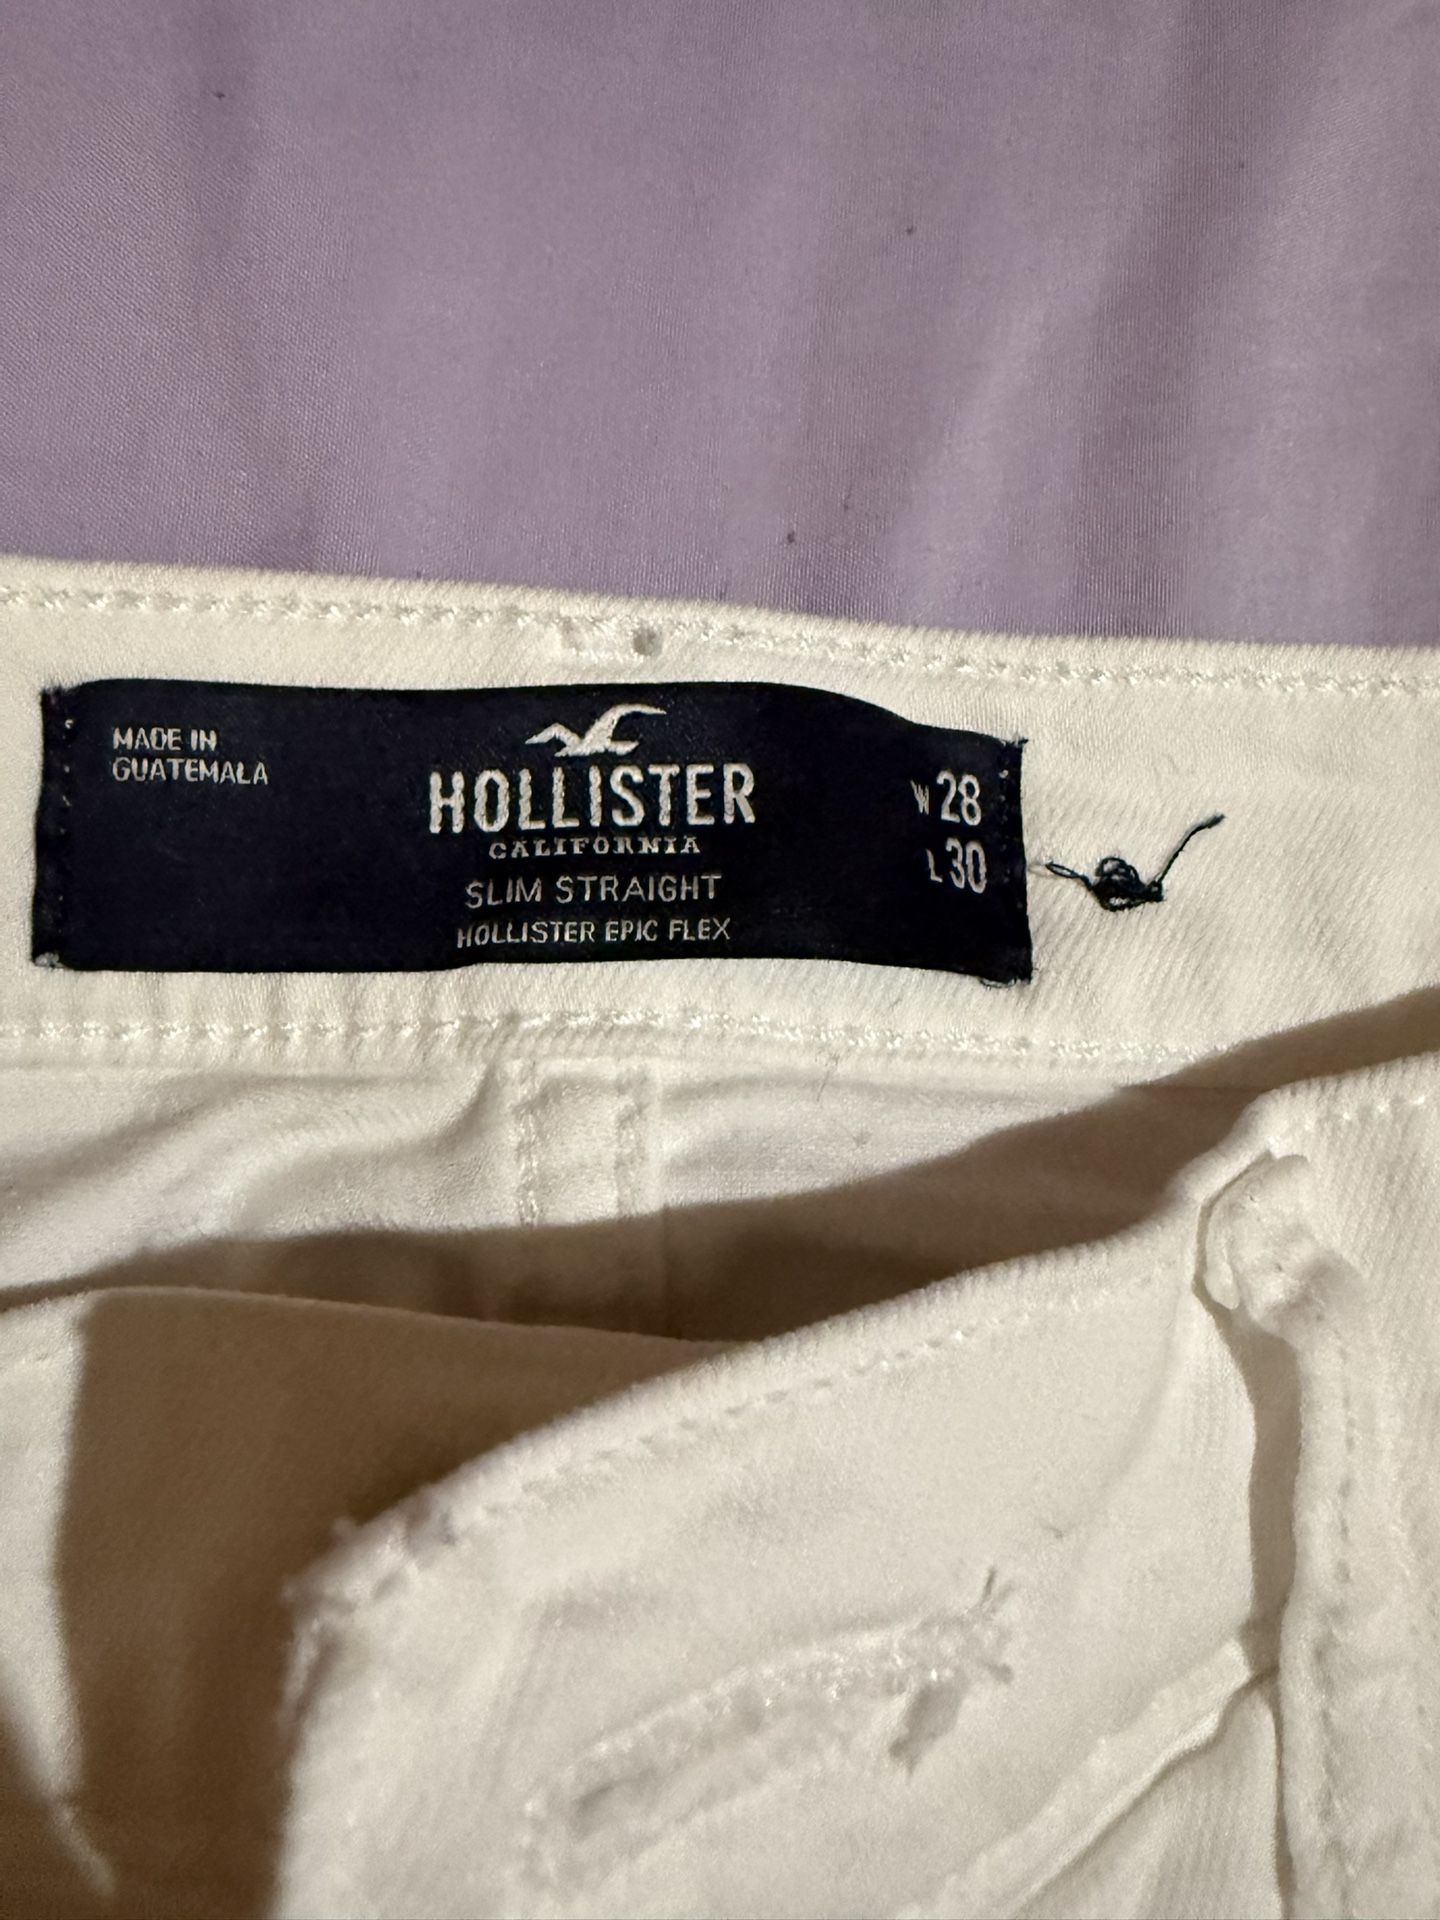 MADE IN
GUATEMALA
HOLLISTER
CALIFORNIA
SLIM STRAIGHT
HOLLISTER EPIC FLEX
W 28
L 30